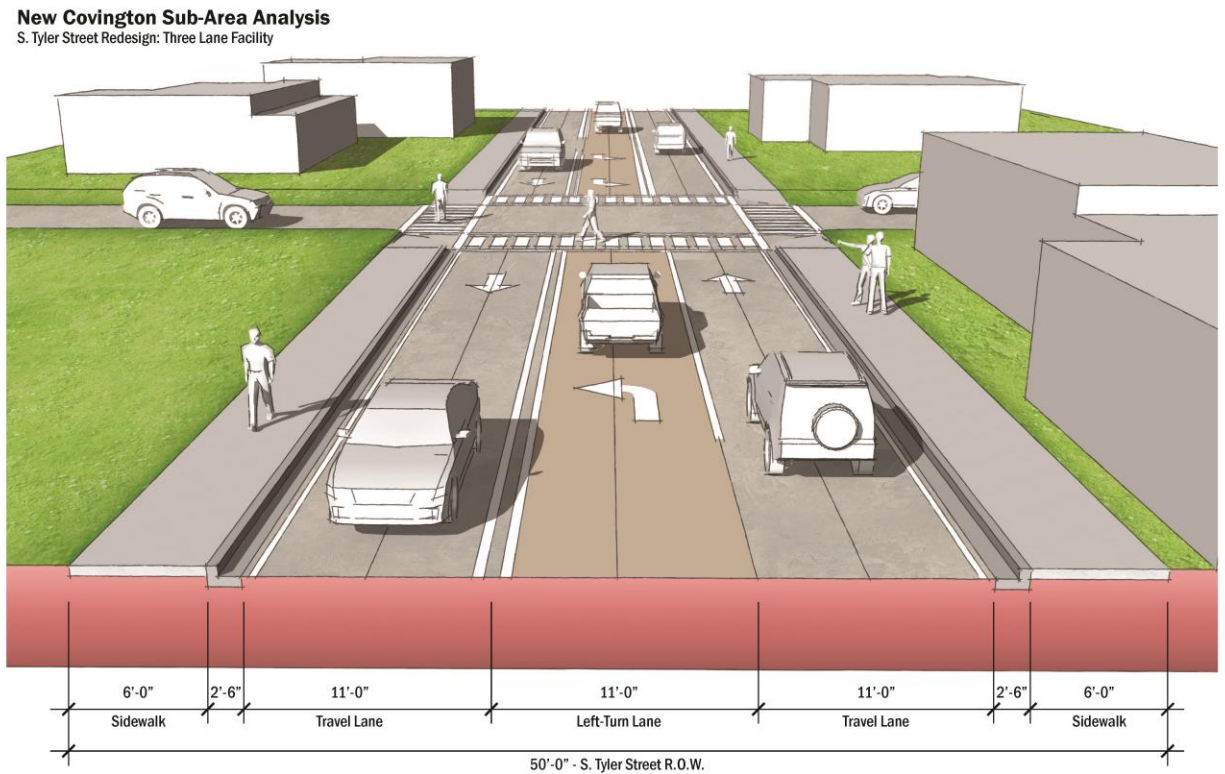 New Covington Sub-Area Analysis
S. Tyler Street Redesign: Three Lane Facility
6'-0" 2'-6" 11'-0" 11'-0" 11'-0" 2'-6" 6'-0"
Sidewalk Travel Lane Left-Turn Lane Travel Lane Sidewalk
50'-0" - S. Tyler Street R.O.W.